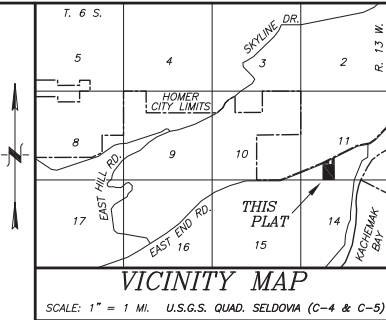 T. 6 S.
SKYLINE DR.
R. 13 W.
5
4
3
2
HOMER
CITY LIMITS
8
9
10
11
EAST HILL RD.
EAST END RD.
THIS
PLAT
17
16
15
14
KACHEMAK
BAY
N
VICINITY MAP
SCALE: 1" = 1 MI. U.S.G.S. QUAD. SELDOVIA (C-4 & C-5)